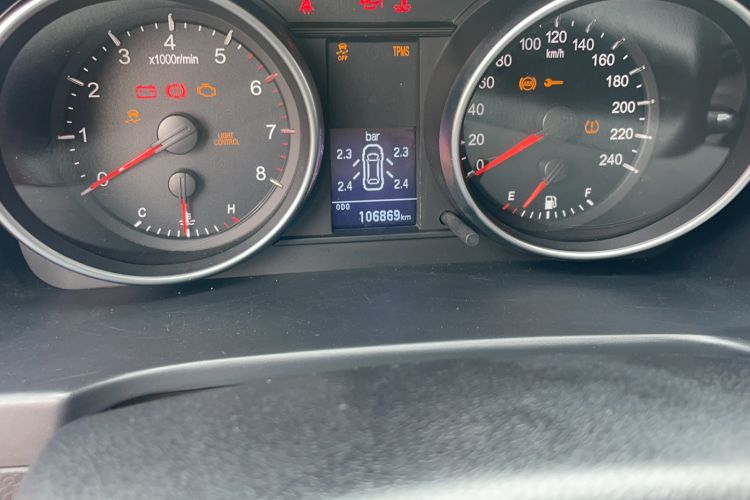 x1000r/min
0
1
2
3
4
5
6
7
8
LIGHT
CONTROL
C
H
OFF
TPMS
bar
2.3
2.3
2.4
2.4
ODO
106869km
0
20
40
60
80
100
120
140
160
180
200
220
240
km/h
ABS
E
F